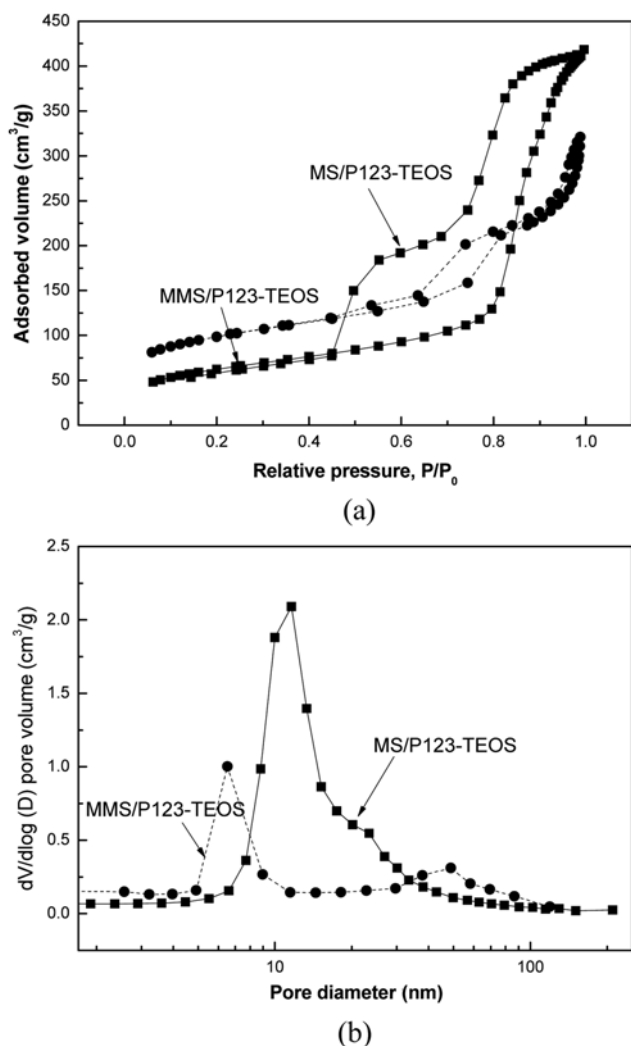 450
400
350
300
250
200
150
100
50
0
Adsorbed volume (cm³/g)
MS/P123-TEOS
MMS/P123-TEOS
0.0 0.2 0.4 0.6 0.8 1.0
Relative pressure, P/P₀
(a)
2.5
2.0
1.5
1.0
0.5
0.0
dV/dlog (D) pore volume (cm³/g)
MS/P123-TEOS
MMS/P123-TEOS
10 100
Pore diameter (nm)
(b)